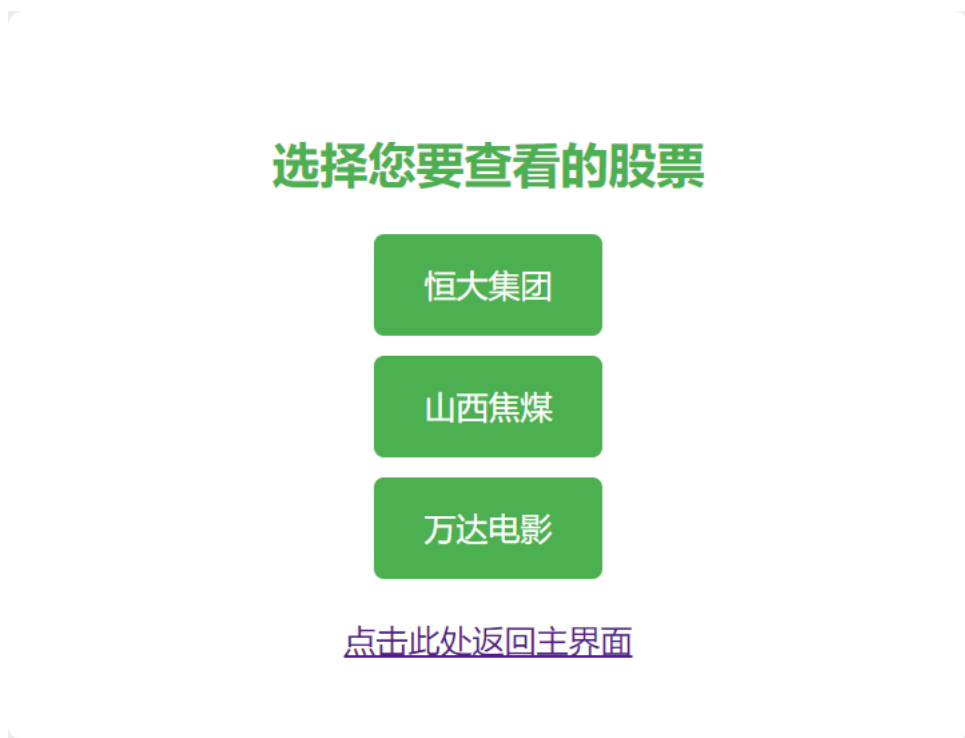 选择您要查看的股票
恒大集团
山西焦煤
万达电影
点击此处返回主界面